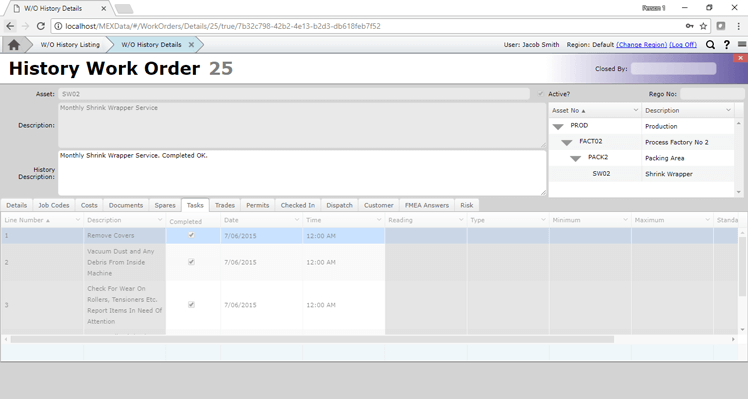 W/O History Details
Person 1
localhost/MEXData/#/WorkOrders/Details/25/true/7b32c798-42b2-4e13-b2d3-db618feb7f52
W/O History Listing
W/O History Details
User: Jacob Smith
Region: Default
(Change Region)
(Log Off)
?
History Work Order 25
Closed By:
Asset:
SW02
Active?
Rego No:
Description:
Monthly Shrink Wrapper Service
Asset No
Description
PROD
Production
FACT02
Process Factory No 2
PACK2
Packing Area
SW02
Shrink Wrapper
History
Description:
Monthly Shrink Wrapper Service. Completed OK.
Details
Job Codes
Costs
Documents
Spares
Tasks
Trades
Permits
Checked In
Dispatch
Customer
FMEA Answers
Risk
Line Number
Description
Completed
Date
Time
Reading
Type
Minimum
Maximum
Standa
1
Remove Covers
7/06/2015
12:00 AM
2
Vacuum Dust and Any
Debris From Inside
Machine
7/06/2015
12:00 AM
3
Check For Wear On
Rollers, Tensioners Etc.
Report Items In Need Of
Attention
7/06/2015
12:00 AM